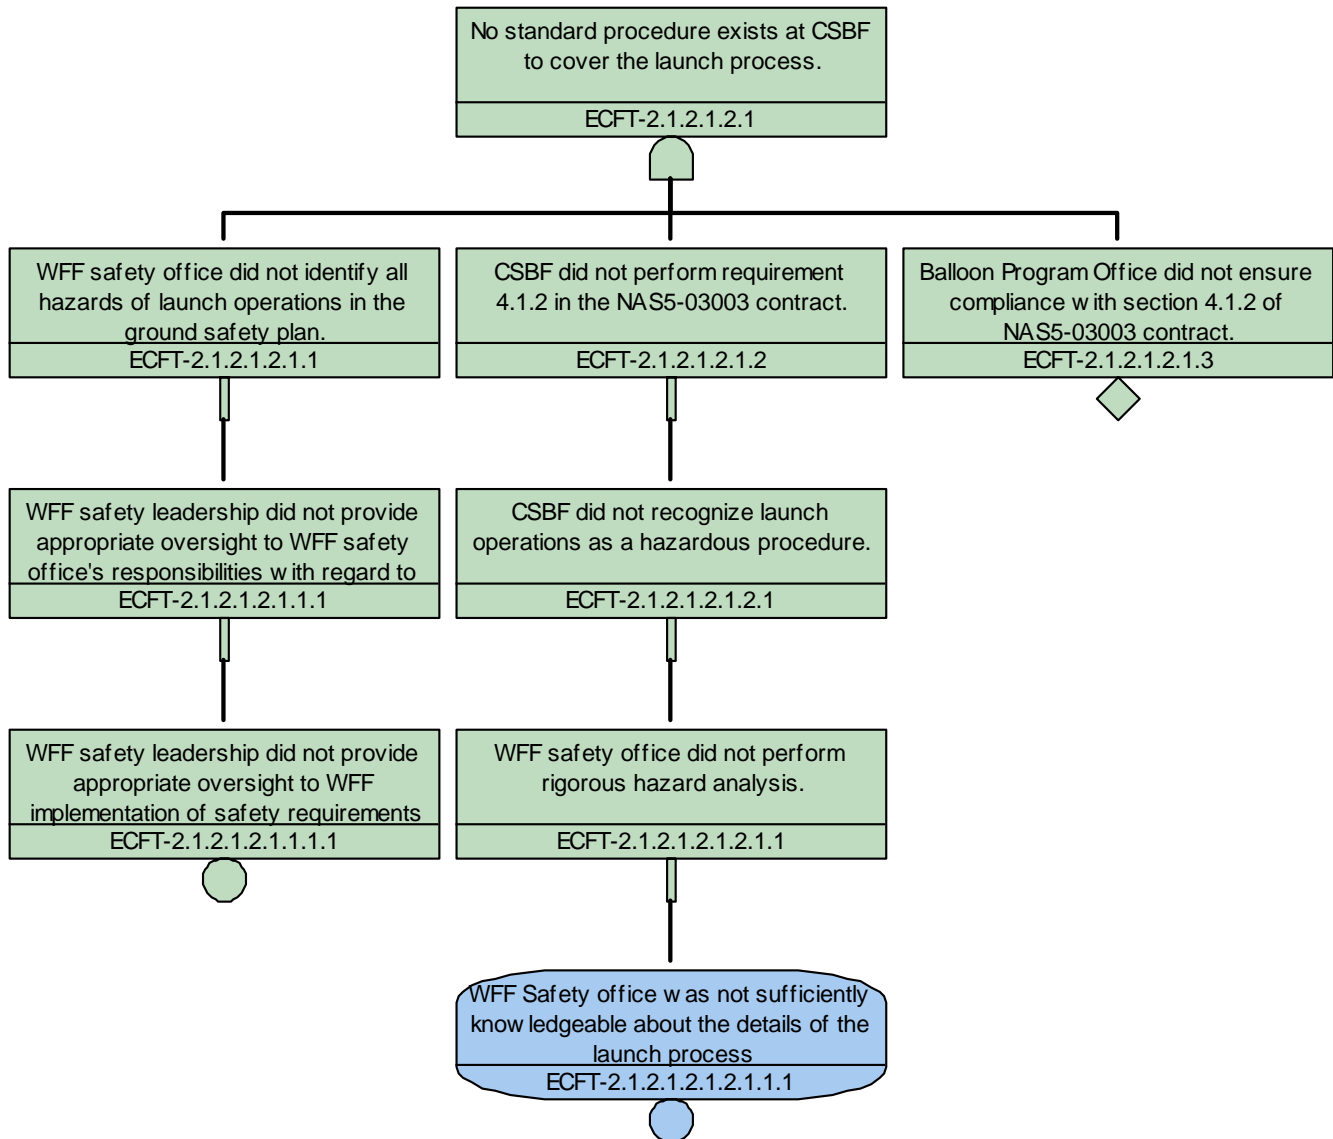 No standard procedure exists at CSBF
to cover the launch process.
ECFT-2.1.2.1.2.1
WFF safety office did not identify all
hazards of launch operations in the
ground safety plan.
ECFT-2.1.2.1.2.1.1
CSBF did not perform requirement
4.1.2 in the NAS5-03003 contract.
ECFT-2.1.2.1.2.1.2
Balloon Program Office did not ensure
compliance with section 4.1.2 of
NAS5-03003 contract.
ECFT-2.1.2.1.2.1.3
WFF safety leadership did not provide
appropriate oversight to WFF safety
office's responsibilities with regard to
ECFT-2.1.2.1.2.1.1.1
CSBF did not recognize launch
operations as a hazardous procedure.
ECFT-2.1.2.1.2.1.2.1
WFF safety leadership did not provide
appropriate oversight to WFF
implementation of safety requirements
ECFT-2.1.2.1.2.1.1.1.1
WFF safety office did not perform
rigorous hazard analysis.
ECFT-2.1.2.1.2.1.2.1.1
WFF Safety office was not sufficiently
knowledgeable about the details of the
launch process
ECFT-2.1.2.1.2.1.2.1.1.1